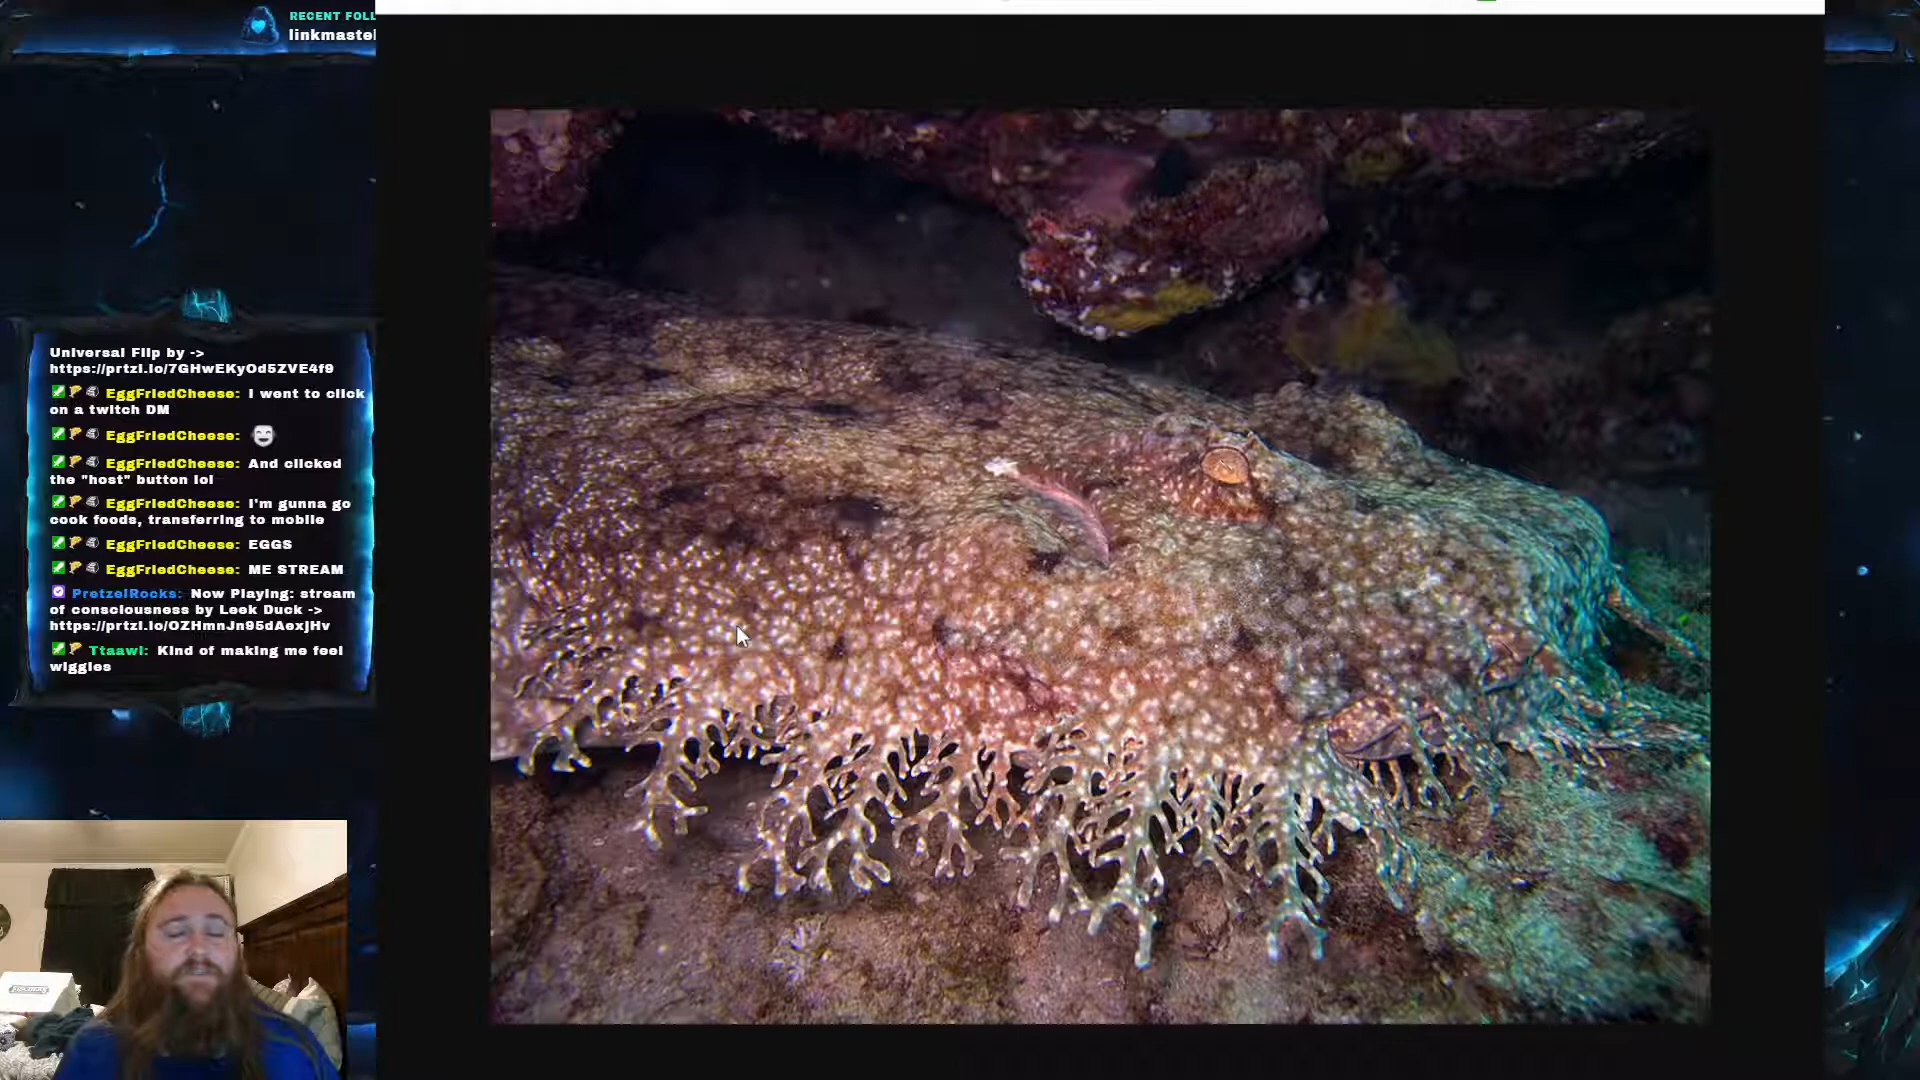 RECENT FOLL
linkmaste
Universal Flip by ->
https://prtzl.io/7GHwEKyOd5ZVE4f9
EggFriedCheese: I went to click
on a twitch DM
EggFriedCheese:
EggFriedCheese: And clicked
the "host" button lol
EggFriedCheese: I'm gunna go
cook foods, transferring to mobile
EggFriedCheese: EGGS
EggFriedCheese: ME STREAM
PretzelRocks: Now Playing: stream
of consciousness by Leek Duck ->
https://prtzl.io/OZHmnJn95dAexjHv
Ttaawi: Kind of making me feel
wiggles